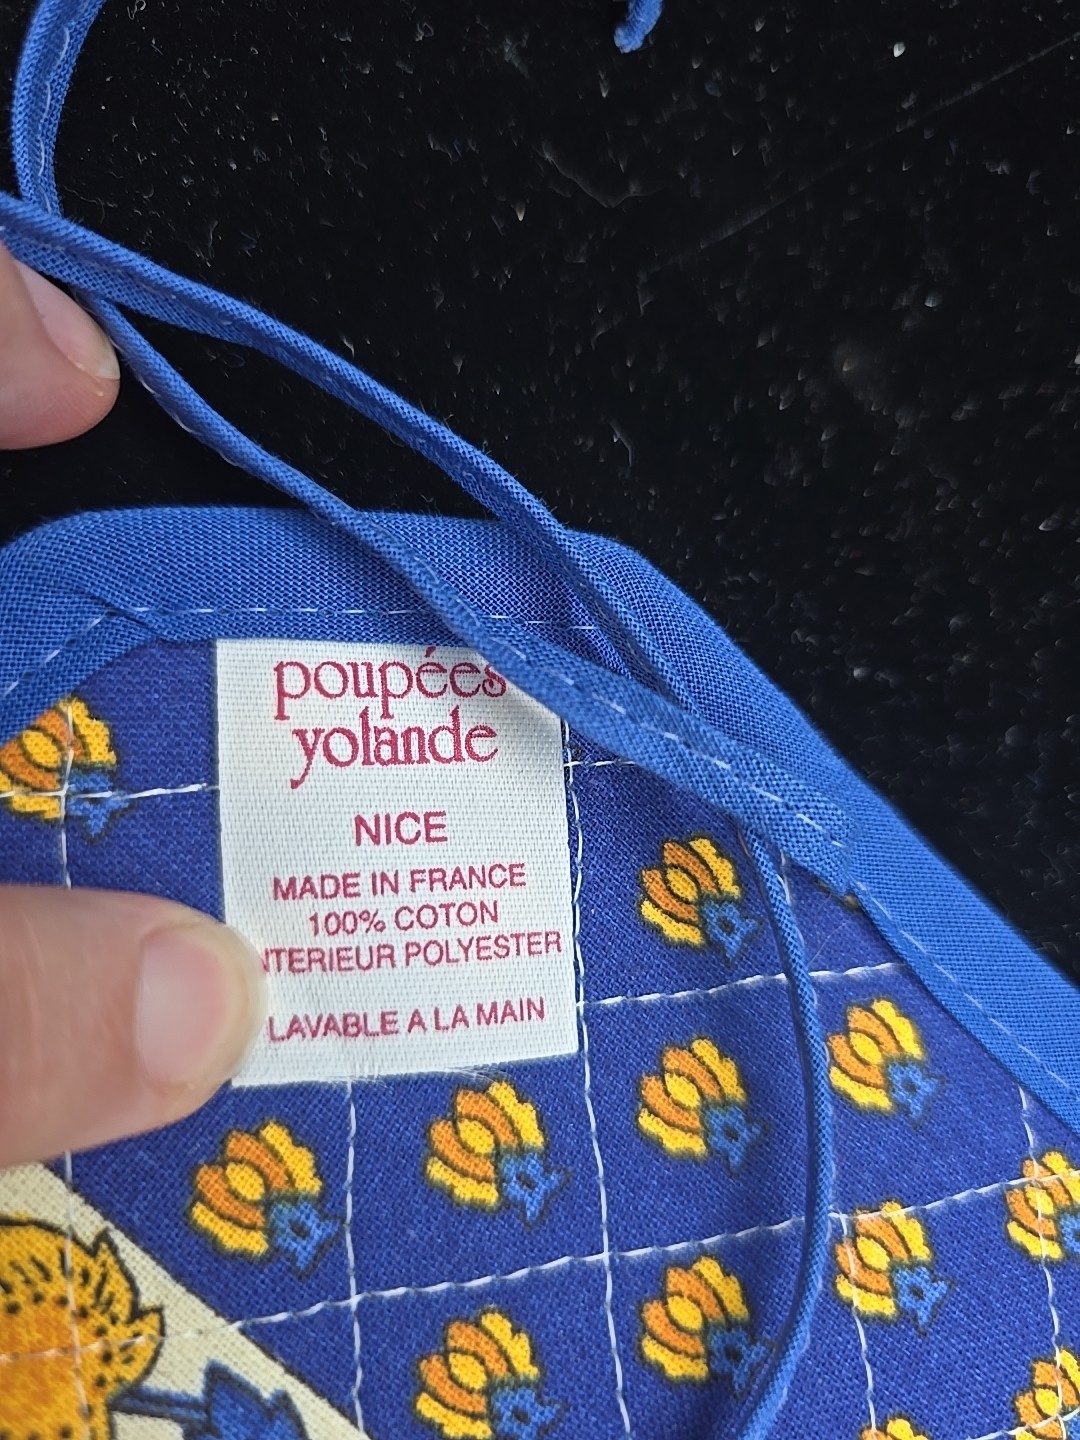 poupées
yolande
NICE
MADE IN FRANCE
100% COTON
NTERIEUR POLYESTER
LAVABLE A LA MAIN